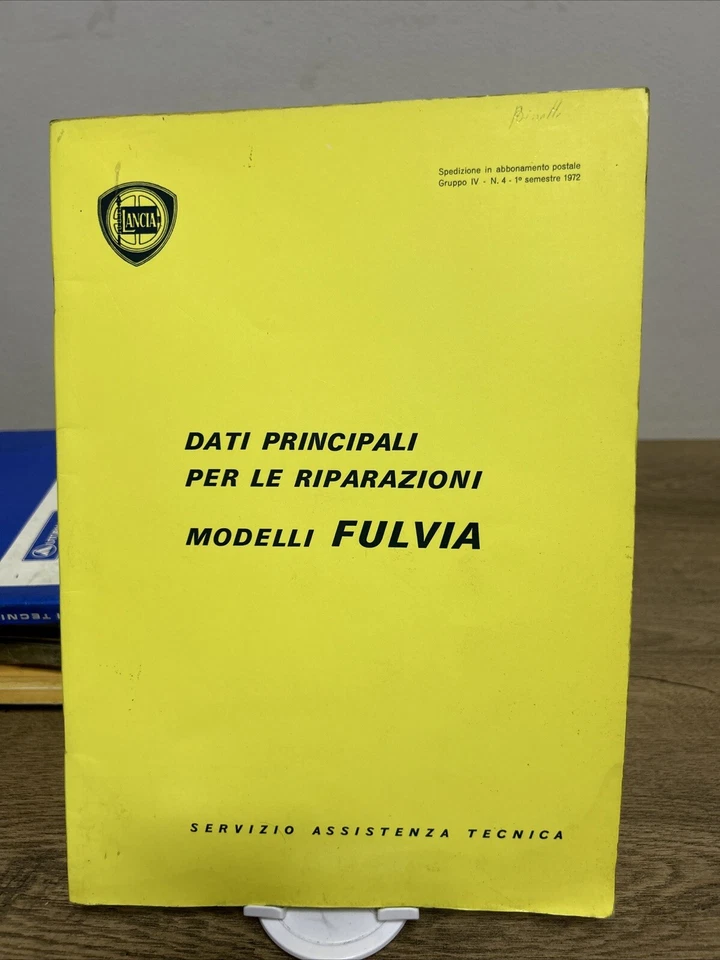 Spedizione in abbonamento postale
Gruppo IV - N. 4 - 1º semestre 1972
LANCIA
DATI PRINCIPALI
PER LE RIPARAZIONI
MODELLI FULVIA
SERVIZIO ASSISTENZA TECNICA